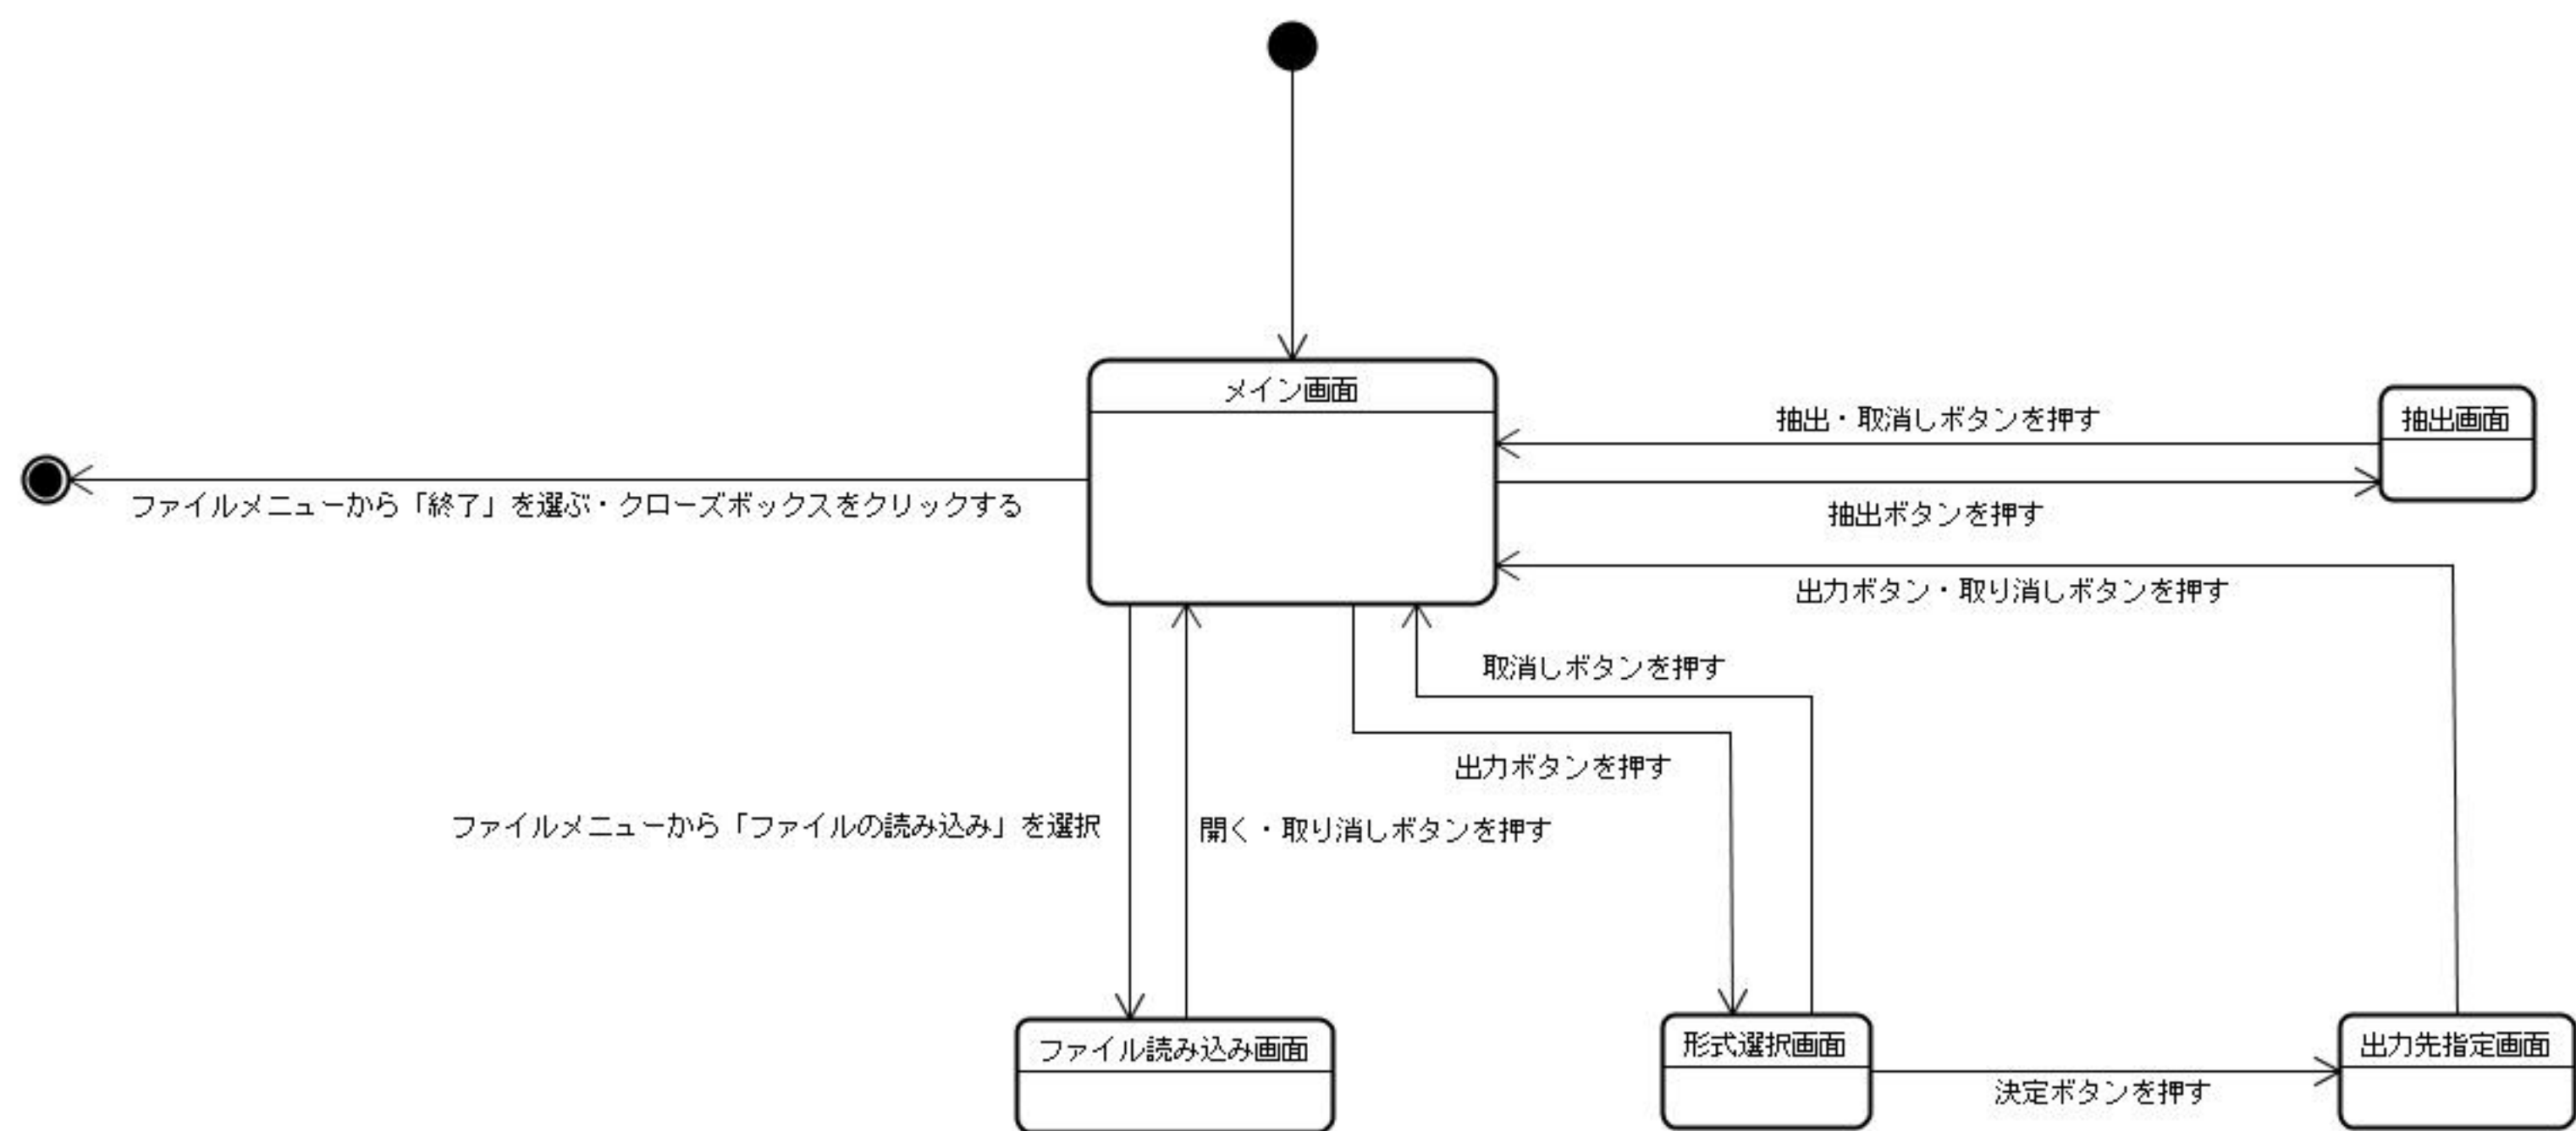 メイン画面
抽出・取消しボタンを押す
抽出画面
ファイルメニューから「終了」を選ぶ・クローズボックスをクリックする
抽出ボタンを押す
出力ボタン・取り消しボタンを押す
取消しボタンを押す
出力ボタンを押す
ファイルメニューから「ファイルの読み込み」を選択
開く・取り消しボタンを押す
ファイル読み込み画面
形式選択画面
出力先指定画面
決定ボタンを押す